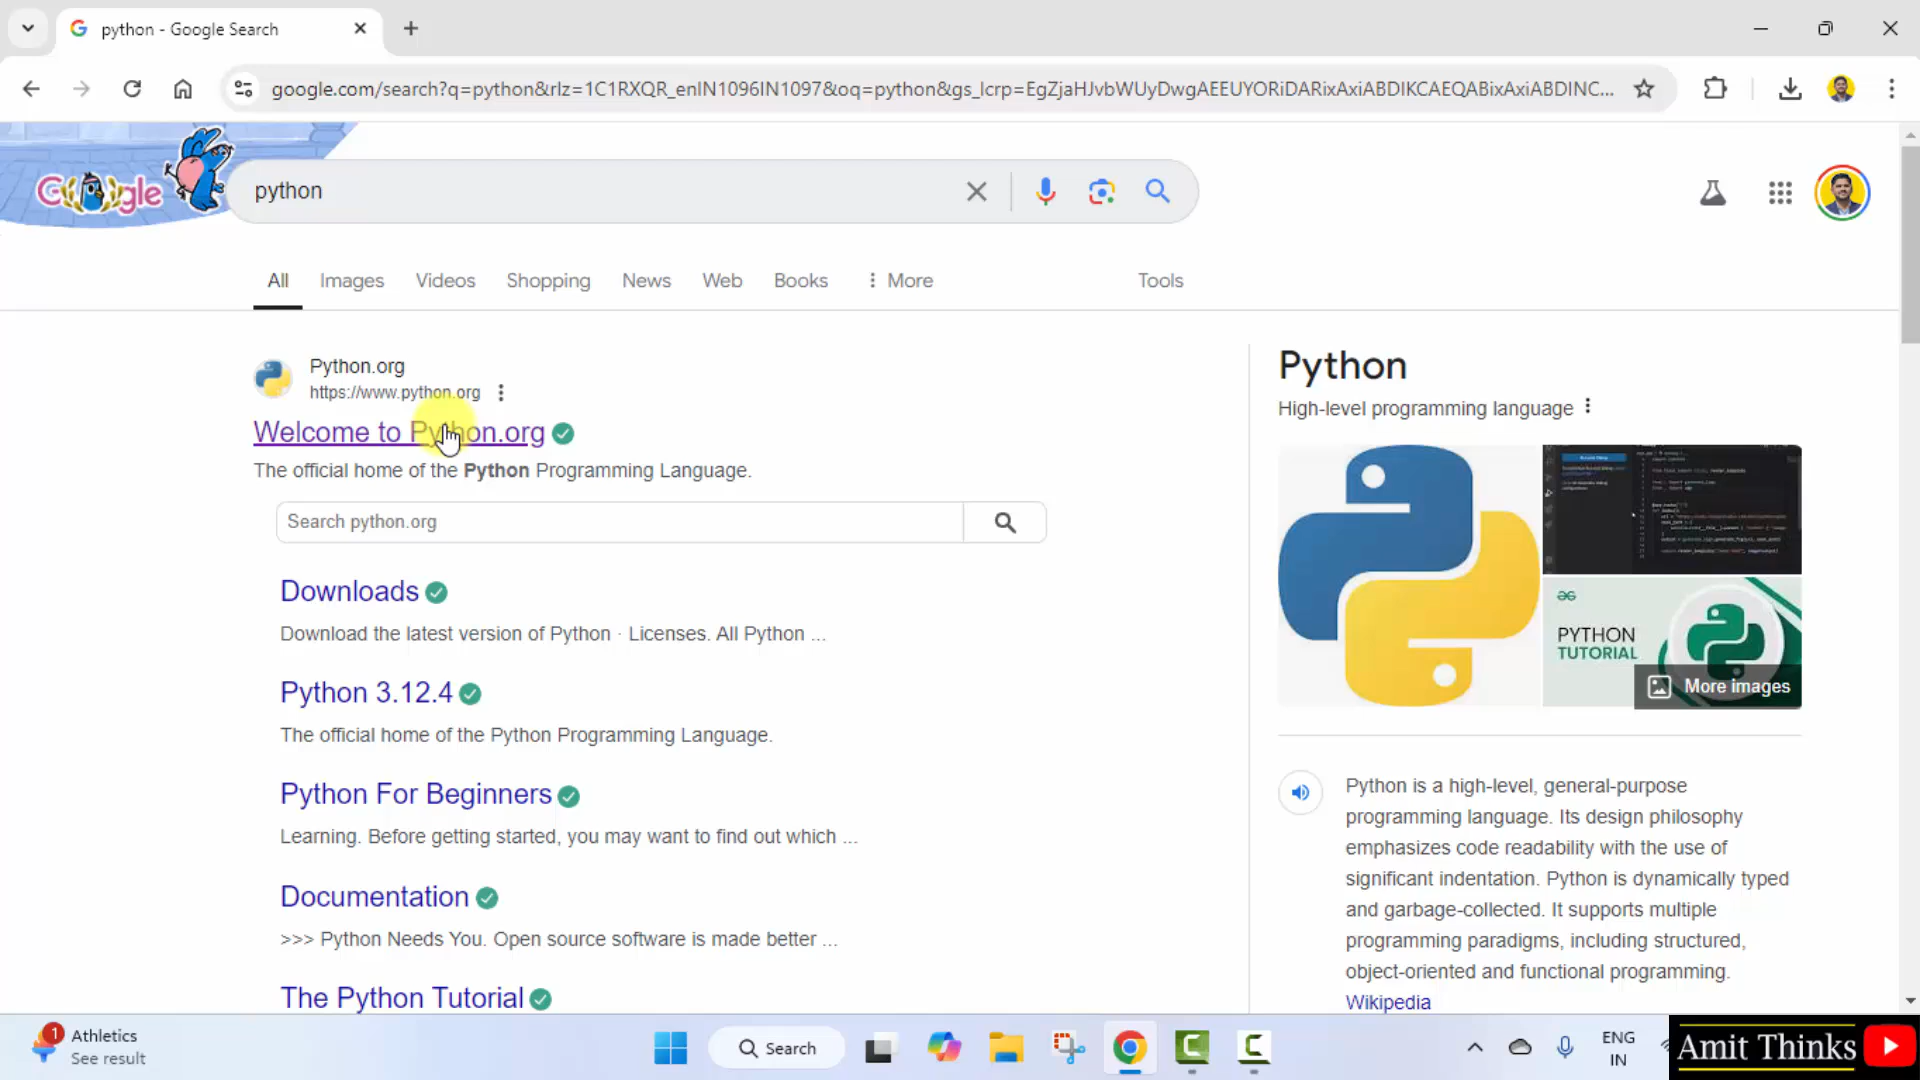 python - Google Search
google.com/search?q=python&rlz=1C1RXQR_enIN1096IN1097&oq=python&gs_lcrp=EgZjaHJvbWUyDwgAEEUYORiDARixAxiABDIKCAEQABixAxiABDINC...
Google
python
All Images Videos Shopping News Web Books More Tools
Python.org
https://www.python.org
Welcome to Python.org
The official home of the Python Programming Language.
Search python.org
Downloads
Download the latest version of Python · Licenses. All Python ...
Python 3.12.4
The official home of the Python Programming Language.
Python For Beginners
Learning. Before getting started, you may want to find out which ...
Documentation
>>> Python Needs You. Open source software is made better ...
The Python Tutorial
Python
High-level programming language
PYTHON
TUTORIAL
More images
Python is a high-level, general-purpose
programming language. Its design philosophy
emphasizes code readability with the use of
significant indentation. Python is dynamically typed
and garbage-collected. It supports multiple
programming paradigms, including structured,
object-oriented and functional programming.
Wikipedia
1
Athletics
See result
Search
ENG
IN
Amit Thinks